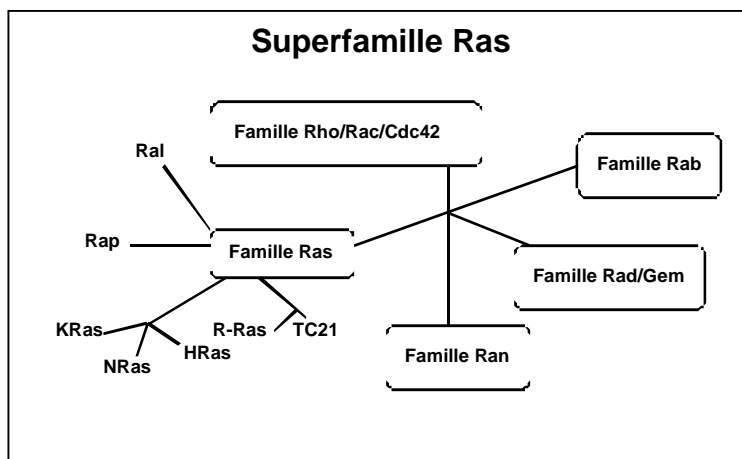 Superfamille Ras
Famille Rho/Rac/Cdc42
Ral
Famille Rab
Rap
Famille Ras
Famille Rad/Gem
KRas
R-Ras
TC21
HRas
NRas
Famille Ran